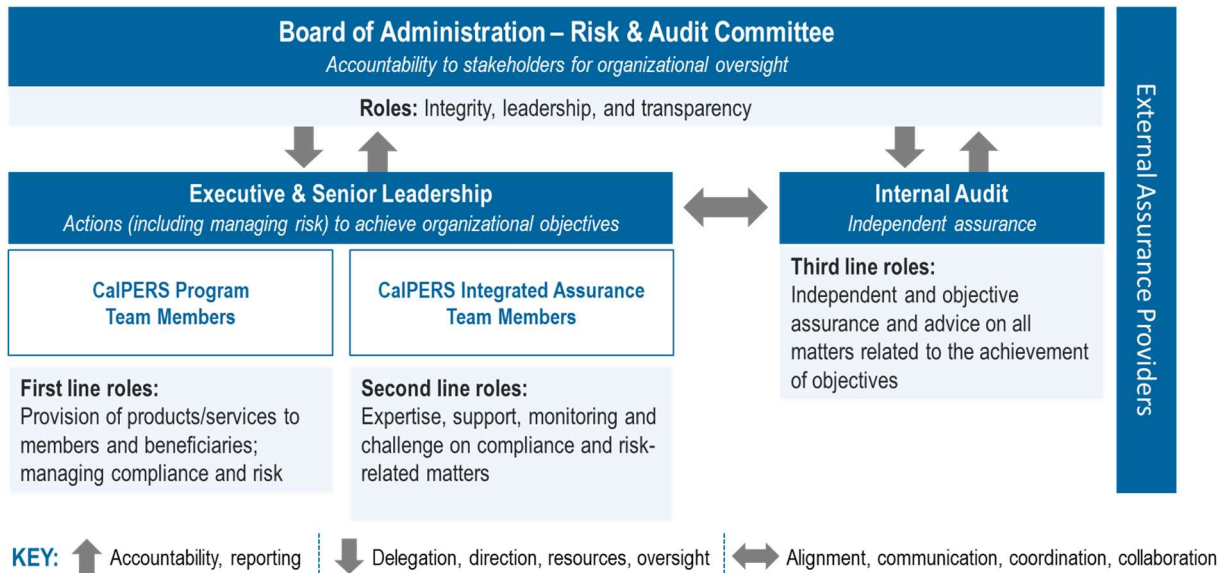 Board of Administration – Risk & Audit Committee
Accountability to stakeholders for organizational oversight
Roles: Integrity, leadership, and transparency
Executive & Senior Leadership
Actions (including managing risk) to achieve organizational objectives
CalPERS Program
Team Members
First line roles:
Provision of products/services to
members and beneficiaries;
managing compliance and risk
CalPERS Integrated Assurance
Team Members
Second line roles:
Expertise, support, monitoring and
challenge on compliance and risk-
related matters
Internal Audit
Independent assurance
Third line roles:
Independent and objective
assurance and advice on all
matters related to the achievement
of objectives
External Assurance Providers
KEY: Accountability, reporting Delegation, direction, resources, oversight Alignment, communication, coordination, collaboration